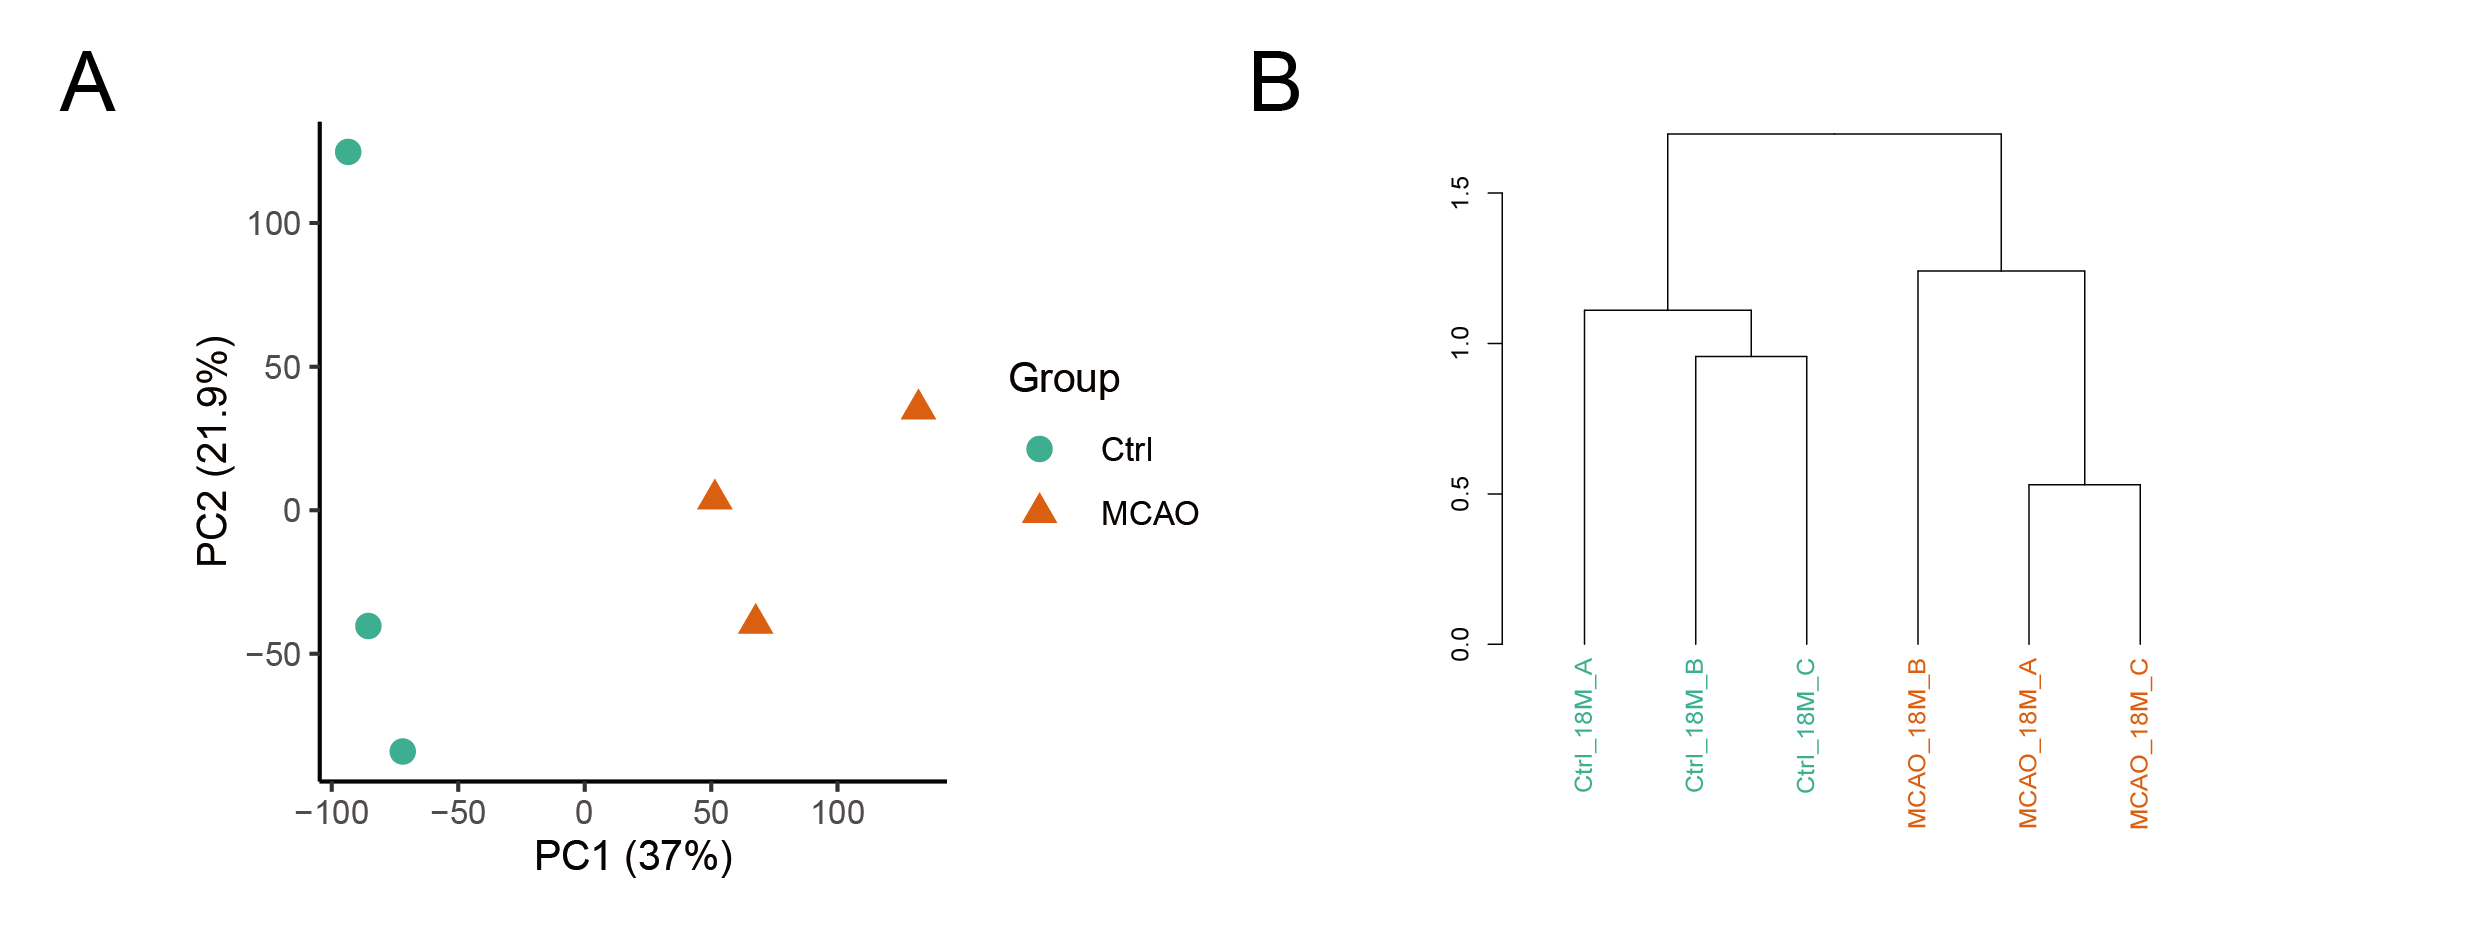 A
B
100
50
0
−50
−100
−50
0
50
100
PC1 (37%)
PC2 (21.9%)
Group
Ctrl
MCAO
1.5
1.0
0.5
0.0
Ctrl_18M_A
Ctrl_18M_B
Ctrl_18M_C
MCAO_18M_B
MCAO_18M_A
MCAO_18M_C